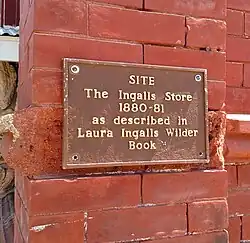 SITE
The Ingalls Store
1880-81
as described in
Laura Ingalls Wilder
Book